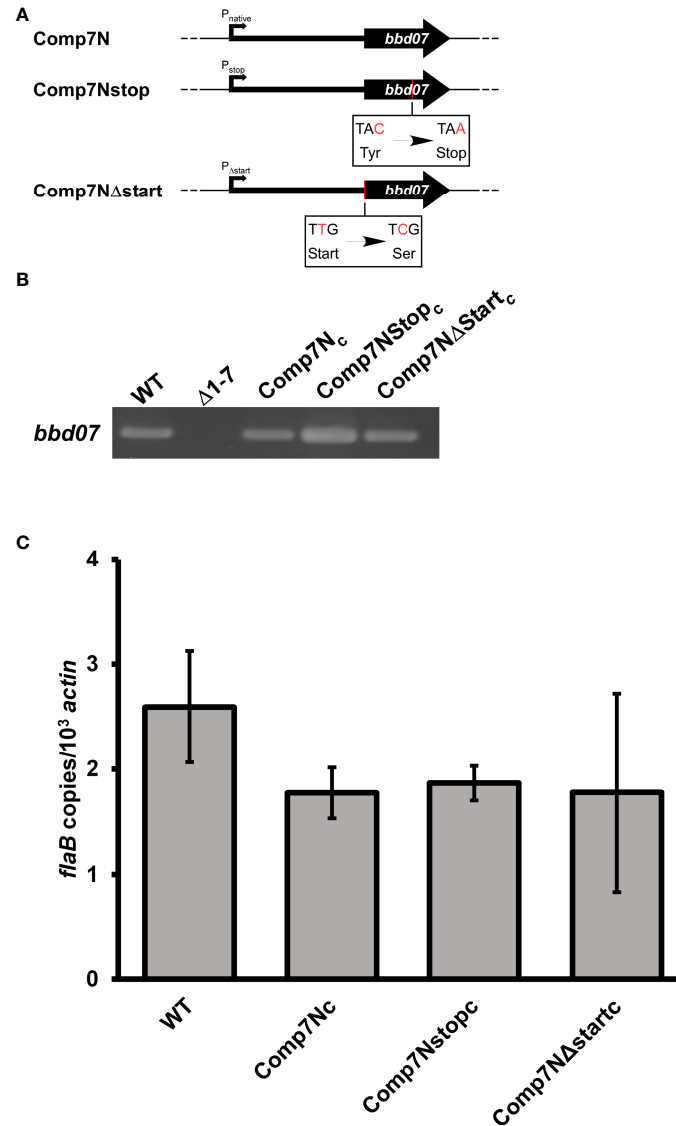 A
Comp7N
Pnative
bbd07
Comp7Nstop
Pstop
bbd07
TAC TAA
Tyr Stop
Comp7NΔstart
PΔstart
bbd07
TTG TCG
Start Ser
B
WT Δ1-7 Comp7NC Comp7NStopC Comp7NΔStartC
bbd07
C
flaB copies/10³ actin
4
3
2
1
0
WT Comp7Nc Comp7Nstopc Comp7NΔstartc